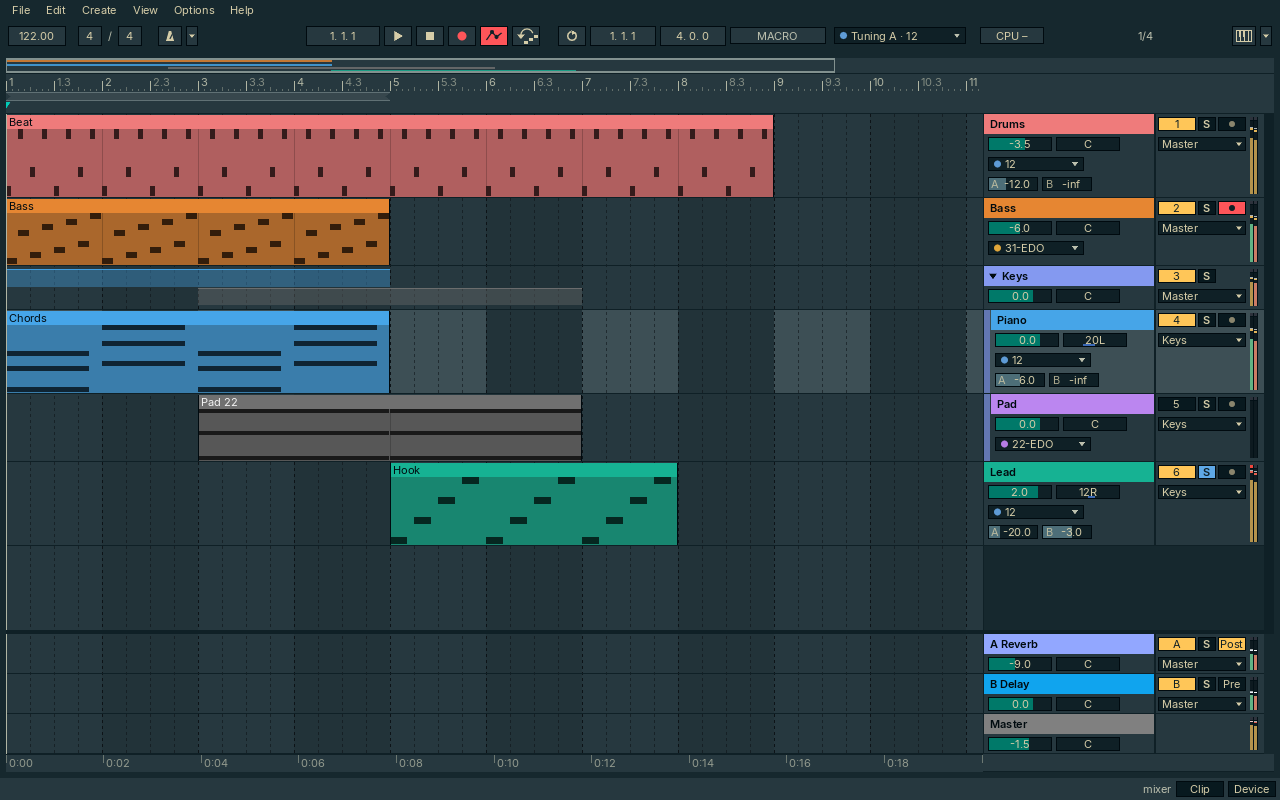 File Edit Create View Options Help
122.00 4 / 4 1. 1. 1 1. 1. 1 4. 0. 0 MACRO Tuning A · 12 CPU – 1/4
1 1.3 2 2.3 3 3.3 4 4.3 5 5.3 6 6.3 7 7.3 8 8.3 9 9.3 10 10.3 11
Beat
Drums 1 S
-3.5 C Master
12
A -12.0 B -inf
Bass
Bass 2 S
-6.0 C Master
31-EDO
Keys 3 S
0.0 C Master
Chords
Piano 4 S
0.0 20L Keys
12
A -6.0 B -inf
Pad 22
Pad 5 S
0.0 C Keys
22-EDO
Hook
Lead 6 S
2.0 12R Keys
12
A -20.0 B -3.0
A Reverb A S Post
-9.0 C Master
B Delay B S Pre
0.0 C Master
Master
-1.5 C
0:00 0:02 0:04 0:06 0:08 0:10 0:12 0:14 0:16 0:18
mixer Clip Device